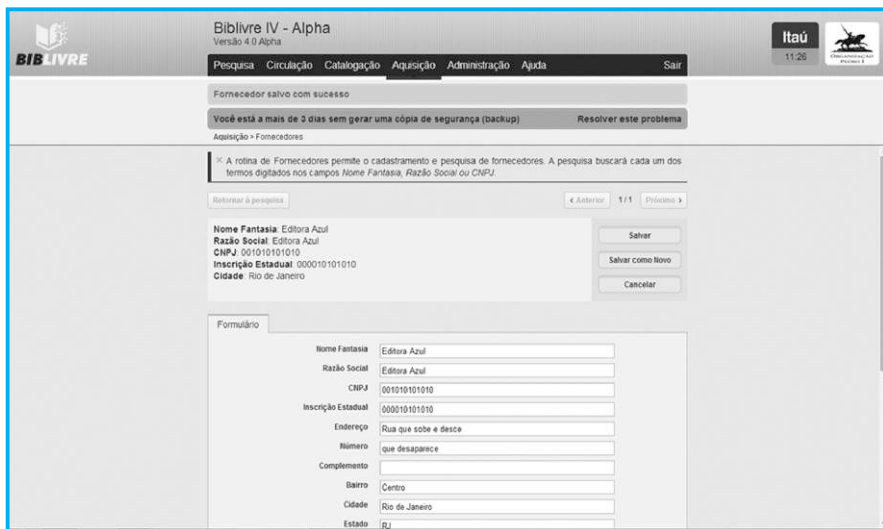 BIBLIVRE
Biblivre IV - Alpha
Versão 4.0 Alpha
Itaú
11:26
ORGANIZAÇÃO
PEDRO I
Pesquisa Circulação Catalogação Aquisição Administração Ajuda Sair
Fornecedor salvo com sucesso
Você está a mais de 3 dias sem gerar uma cópia de segurança (backup) Resolver este problema
Aquisição > Fornecedores
× A rotina de Fornecedores permite o cadastramento e pesquisa de fornecedores. A pesquisa buscará cada um dos
termos digitados nos campos Nome Fantasia, Razão Social ou CNPJ.
Retornar à pesquisa < Anterior 1/1 Próximo >
Nome Fantasia: Editora Azul
Razão Social: Editora Azul
CNPJ: 001010101010
Inscrição Estadual: 000010101010
Cidade: Rio de Janeiro
Salvar
Salvar como Novo
Cancelar
Formulário
Nome Fantasia Editora Azul
Razão Social Editora Azul
CNPJ 001010101010
Inscrição Estadual 000010101010
Endereço Rua que sobe e desce
Número que desaparece
Complemento
Bairro Centro
Cidade Rio de Janeiro
Estado RJ